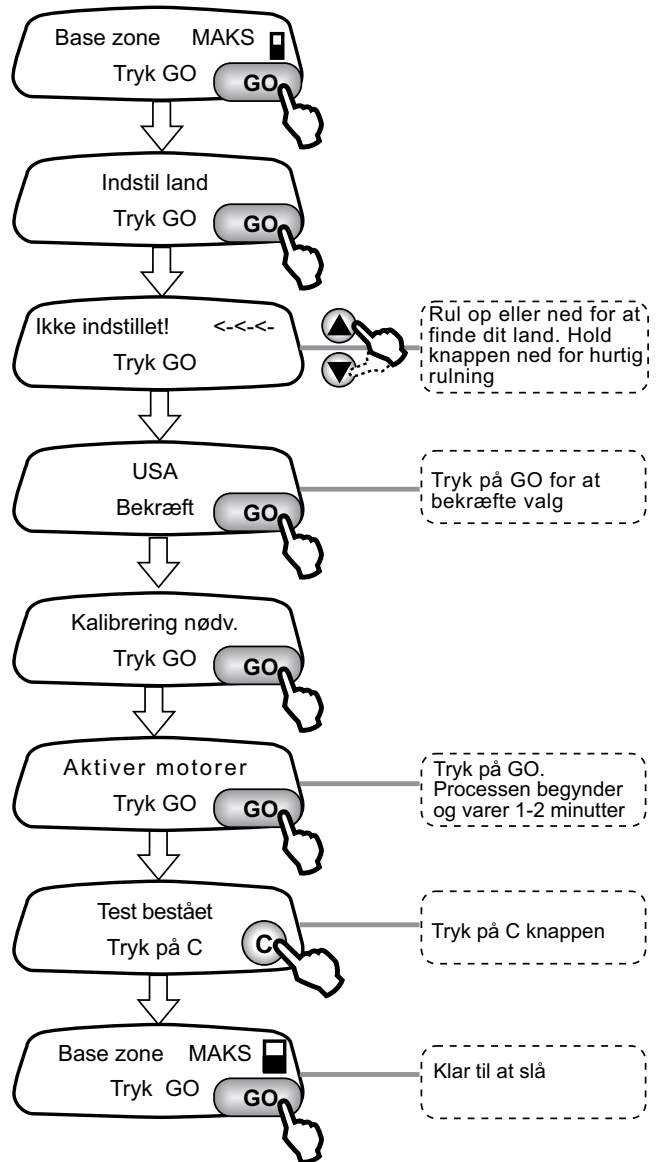 Base zone MAKS
Tryk GO GO
Indstil land
Tryk GO GO
Ikke indstillet! <-<-<-
Tryk GO
Rul op eller ned for at
finde dit land. Hold
knappen ned for hurtig
rulning
USA
Bekræft GO
Tryk på GO for at
bekræfte valg
Kalibrering nødv.
Tryk GO GO
Aktiver motorer
Tryk GO GO
Tryk på GO.
Processen begynder
og varer 1-2 minutter
Test bestået
Tryk på C C
Tryk på C knappen
Base zone MAKS
Tryk GO GO
Klar til at slå